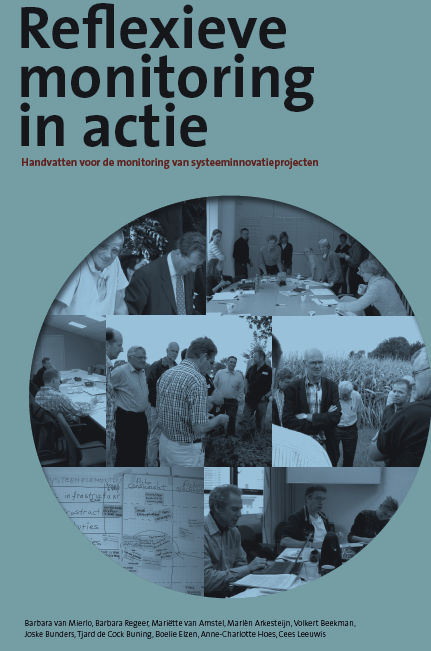 Reflexieve
monitoring
in actie
Handvatten voor de monitoring van systeeminnovatieprojecten
infrastructuur
Barbara van Mierlo, Barbara Regeer, Mariëtte van Amstel, Marlèn Arkesteijn, Volkert Beekman,
Joske Bunders, Tjard de Cock Buning, Boelie Elzen, Anne-Charlotte Hoes, Cees Leeuwis